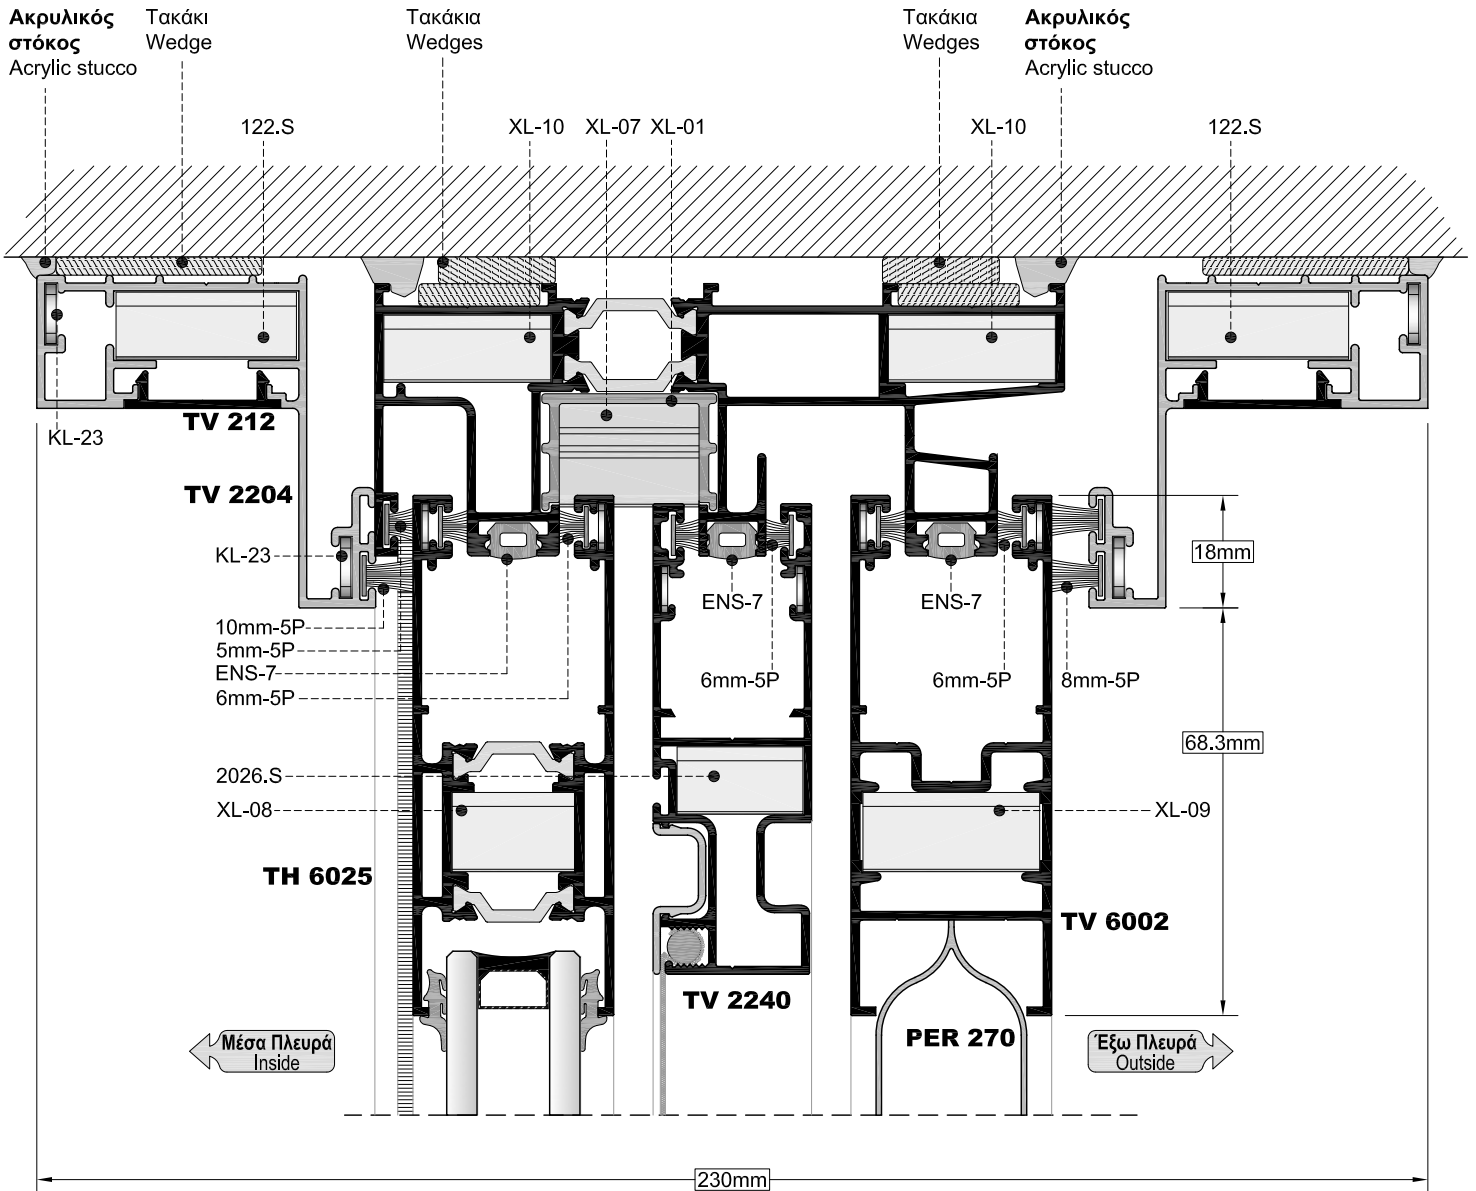 Ακρυλικός
στόκος
Acrylic stucco
Τακάκι
Wedge
Τακάκια
Wedges
Τακάκια
Wedges
Ακρυλικός
στόκος
Acrylic stucco
122.S
XL-10
XL-07
XL-01
XL-10
122.S
TV 212
KL-23
TV 2204
KL-23
18mm
ENS-7
ENS-7
10mm-5P
5mm-5P
ENS-7
6mm-5P
6mm-5P
6mm-5P
8mm-5P
68.3mm
2026.S
XL-08
XL-09
TH 6025
TV 6002
TV 2240
PER 270
Μέσα Πλευρά
Inside
Έξω Πλευρά
Outside
230mm